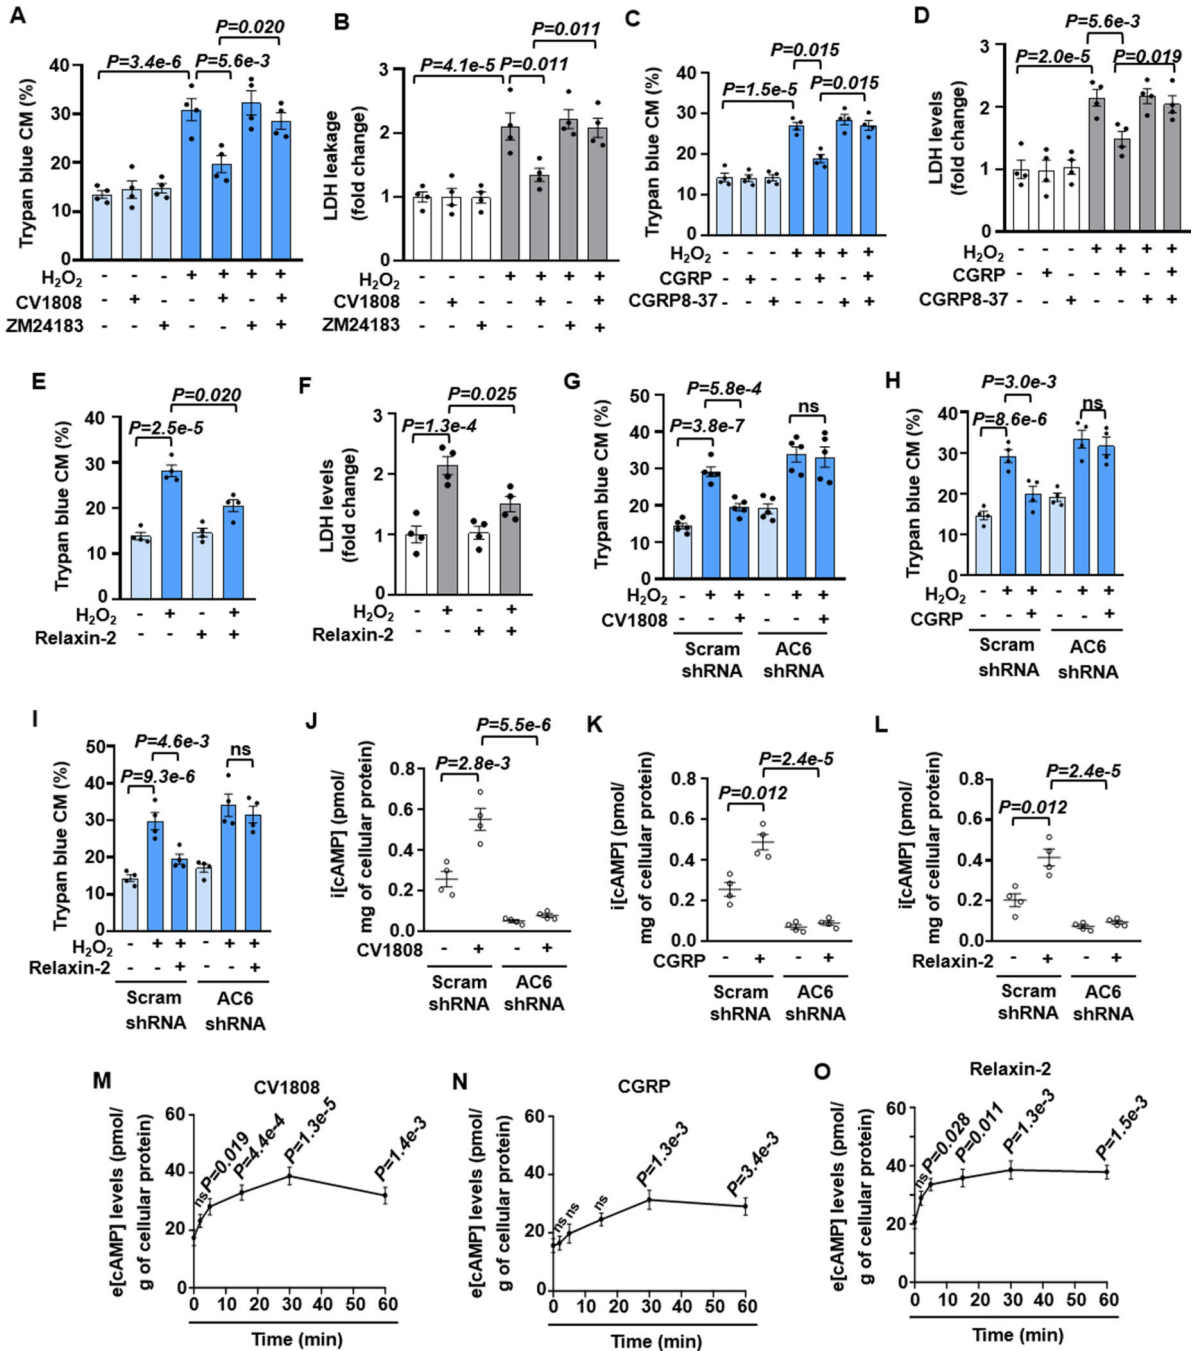 A
P=0.020
P=3.4e-6
P=5.6e-3
Trypan blue CM (%)
40
30
20
10
0
H2O2 - - - + + + +
CV1808 - + - - + - +
ZM24183 - - + - - + +
B
P=0.011
P=4.1e-5
P=0.011
LDH leakage
(fold change)
3
2
1
0
H2O2 - - - + + + +
CV1808 - + - - + - +
ZM24183 - - + - - + +
C
P=0.015
P=0.015
P=1.5e-5
Trypan blue CM (%)
40
30
20
10
0
H2O2 - - - + + + +
CGRP - + - - + - +
CGRP8-37 - - + - - + +
D
P=5.6e-3
P=2.0e-5
P=0.019
LDH levels
(fold change)
3
2
1
0
H2O2 - - - + + + +
CGRP - + - - + - +
CGRP8-37 - - + - - + +
E
P=0.020
P=2.5e-5
Trypan blue CM (%)
40
30
20
10
0
H2O2 - + - +
Relaxin-2 - - + +
F
P=0.025
P=1.3e-4
LDH levels
(fold change)
3
2
1
0
H2O2 - + - +
Relaxin-2 - - + +
G
P=5.8e-4
P=3.8e-7
ns
Trypan blue CM (%)
50
40
30
20
10
0
H2O2 - + + - + +
CV1808 - - + - - +
Scram
shRNA
AC6
shRNA
H
P=3.0e-3
P=8.6e-6
ns
Trypan blue CM (%)
40
30
20
10
0
H2O2 - + + - + +
CGRP - - + - - +
Scram
shRNA
AC6
shRNA
I
P=4.6e-3
P=9.3e-6
ns
Trypan blue CM (%)
50
40
30
20
10
0
H2O2 - + + - + +
Relaxin-2 - - + - - +
Scram
shRNA
AC6
shRNA
J
P=5.5e-6
P=2.8e-3
i[cAMP] (pmol/
mg of cellular protein)
0.8
0.6
0.4
0.2
0.0
CV1808 - + - +
Scram
shRNA
AC6
shRNA
K
P=2.4e-5
P=0.012
i[cAMP] (pmol/
mg of cellular protein)
0.8
0.6
0.4
0.2
0.0
CGRP - + - +
Scram
shRNA
AC6
shRNA
L
P=2.4e-5
P=0.012
i[cAMP] (pmol/
mg of cellular protein)
0.8
0.6
0.4
0.2
0.0
Relaxin-2 - + - +
Scram
shRNA
AC6
shRNA
M
CV1808
e[cAMP] levels (pmol/
g of cellular protein)
60
40
20
0
ns
P=0.019
P=4.4e-4
P=1.3e-5
P=1.4e-3
0 10 20 30 40 50 60
Time (min)
N
CGRP
e[cAMP] levels (pmol/
g of cellular protein)
60
40
20
0
ns
ns
ns
P=1.3e-3
P=3.4e-3
0 10 20 30 40 50 60
Time (min)
O
Relaxin-2
e[cAMP] levels (pmol/
g of cellular protein)
60
40
20
0
ns
P=0.028
P=0.011
P=1.3e-3
P=1.5e-3
0 10 20 30 40 50 60
Time (min)